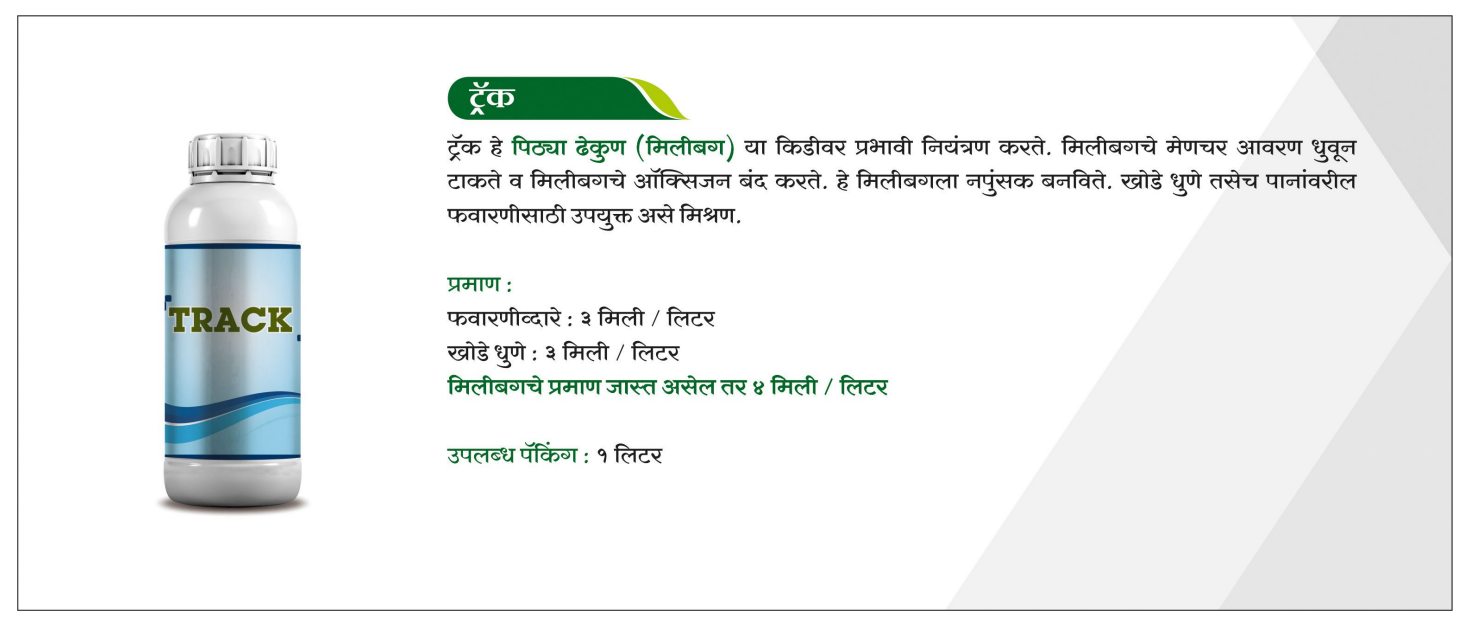 ट्रॅक
ट्रॅक हे पिठ्या ढेकुण (मिलीबग) या किडीवर प्रभावी नियंत्रण करते. मिलीबगचे मेणचर आवरण धुवून
टाकते व मिलीबगचे ऑक्सिजन बंद करते. हे मिलीबगला नपुंसक बनविते. खोडे धुणे तसेच पानांवरील
फवारणीसाठी उपयुक्त असे मिश्रण.
प्रमाण :
फवारणीव्दारे : ३ मिली / लिटर
खोडे धुणे : ३ मिली / लिटर
मिलीबगचे प्रमाण जास्त असेल तर ४ मिली / लिटर
उपलब्ध पॅकिंग : १ लिटर
TRACK